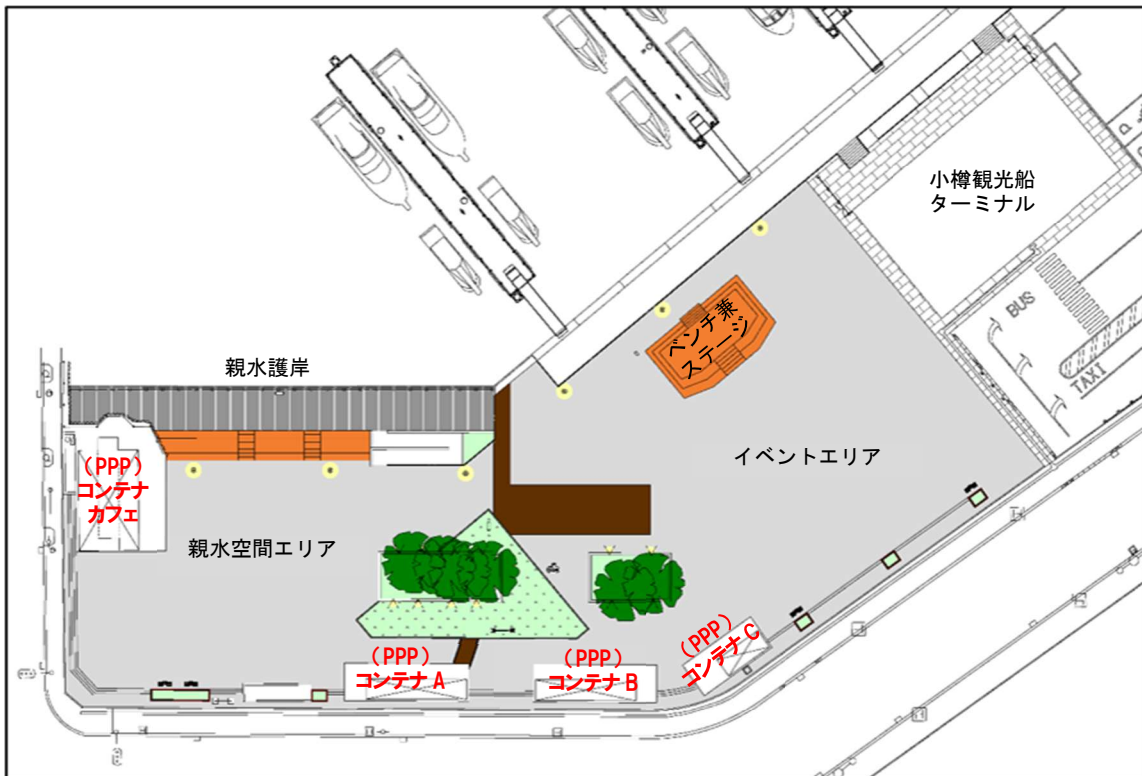 小樽観光船
ターミナル
BUS
TAXI
P
ベンチ兼
ステージ
親水護岸
イベントエリア
(PPP)
コンテナ
カフェ
親水空間エリア
(PPP)
コンテナA
(PPP)
コンテナB
(PPP)
コンテナC